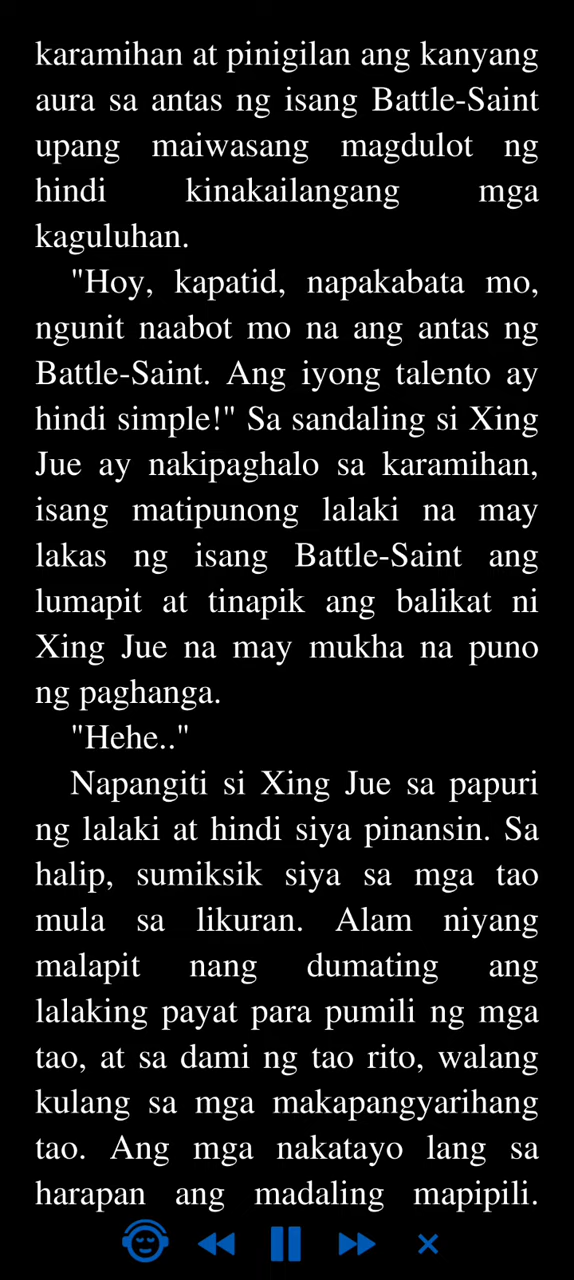 karamihan at pinigilan ang kanyang
aura sa antas ng isang Battle-Saint
upang maiwasang magdulot ng
hindi kinakailangang mga
kaguluhan.
"Hoy, kapatid, napakabata mo,
ngunit naabot mo na ang antas ng
Battle-Saint. Ang iyong talento ay
hindi simple!" Sa sandaling si Xing
Jue ay nakipaghalo sa karamihan,
isang matipunong lalaki na may
lakas ng isang Battle-Saint ang
lumapit at tinapik ang balikat ni
Xing Jue na may mukha na puno
ng paghanga.
"Hehe.."
Napangiti si Xing Jue sa papuri
ng lalaki at hindi siya pinansin. Sa
halip, sumiksik siya sa mga tao
mula sa likuran. Alam niyang
malapit nang dumating ang
lalaking payat para pumili ng mga
tao, at sa dami ng tao rito, walang
kulang sa mga makapangyarihang
tao. Ang mga nakatayo lang sa
harapan ang madaling mapipili.